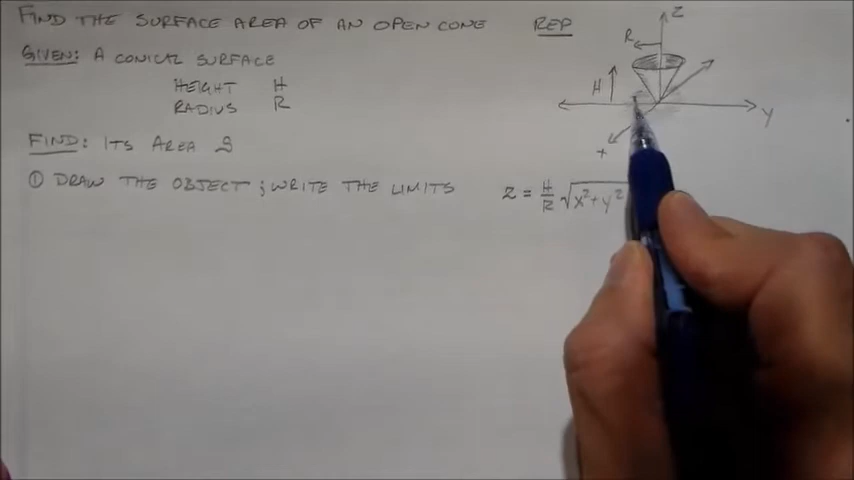 FIND THE SURFACE AREA OF AN OPEN CONE REP
GIVEN: A CONICAL SURFACE
HEIGHT H
RADIUS R
FIND: ITS AREA S
① DRAW THE OBJECT; WRITE THE LIMITS Z = H/R √x²+y²
Z
R
H
Y
X